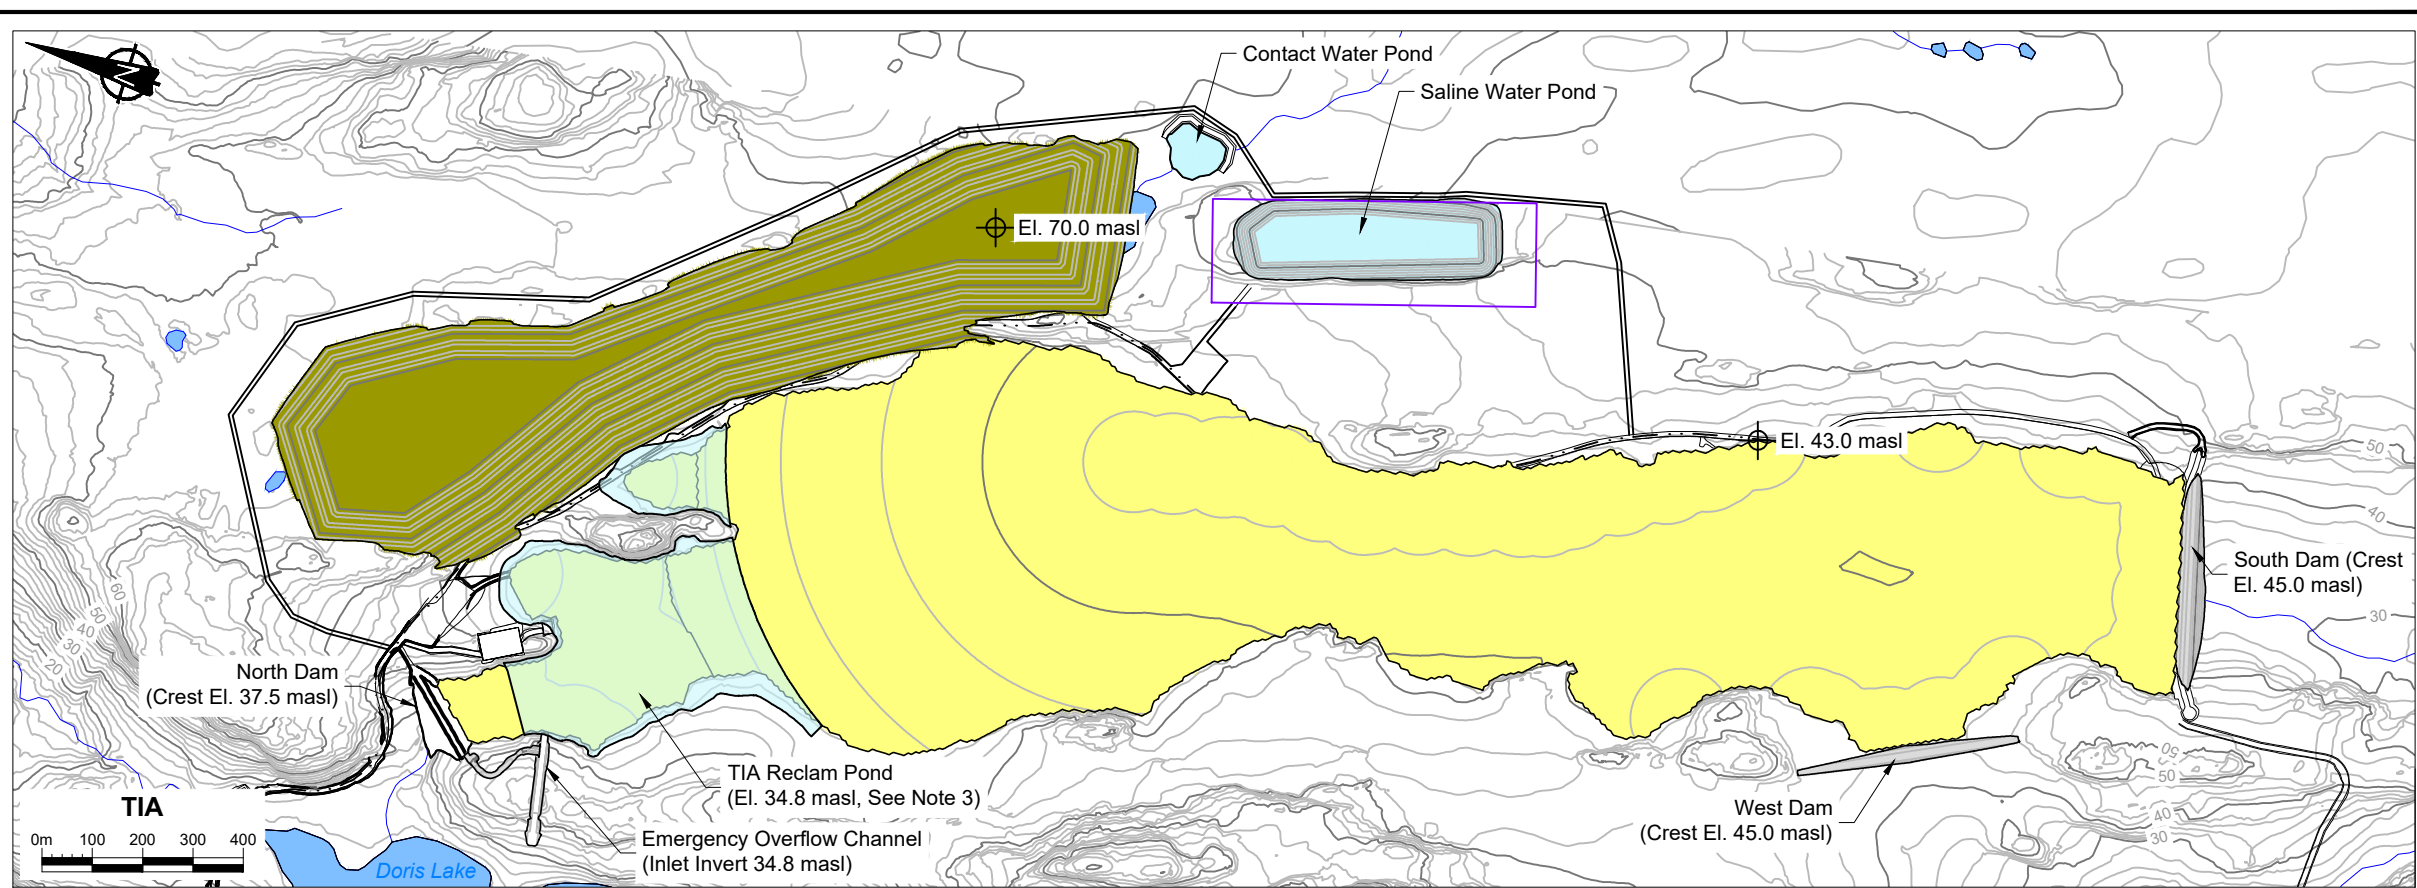 Contact Water Pond
Saline Water Pond
El. 70.0 masl
El. 43.0 masl
50
40
South Dam (Crest
El. 45.0 masl)
30
60
50
40
30
20
North Dam
(Crest El. 37.5 masl)
TIA Reclam Pond
(El. 34.8 masl, See Note 3)
Emergency Overflow Channel
(Inlet Invert 34.8 masl)
West Dam
(Crest El. 45.0 masl)
50
50
40
30
TIA
0m 100 200 300 400
Doris Lake
N